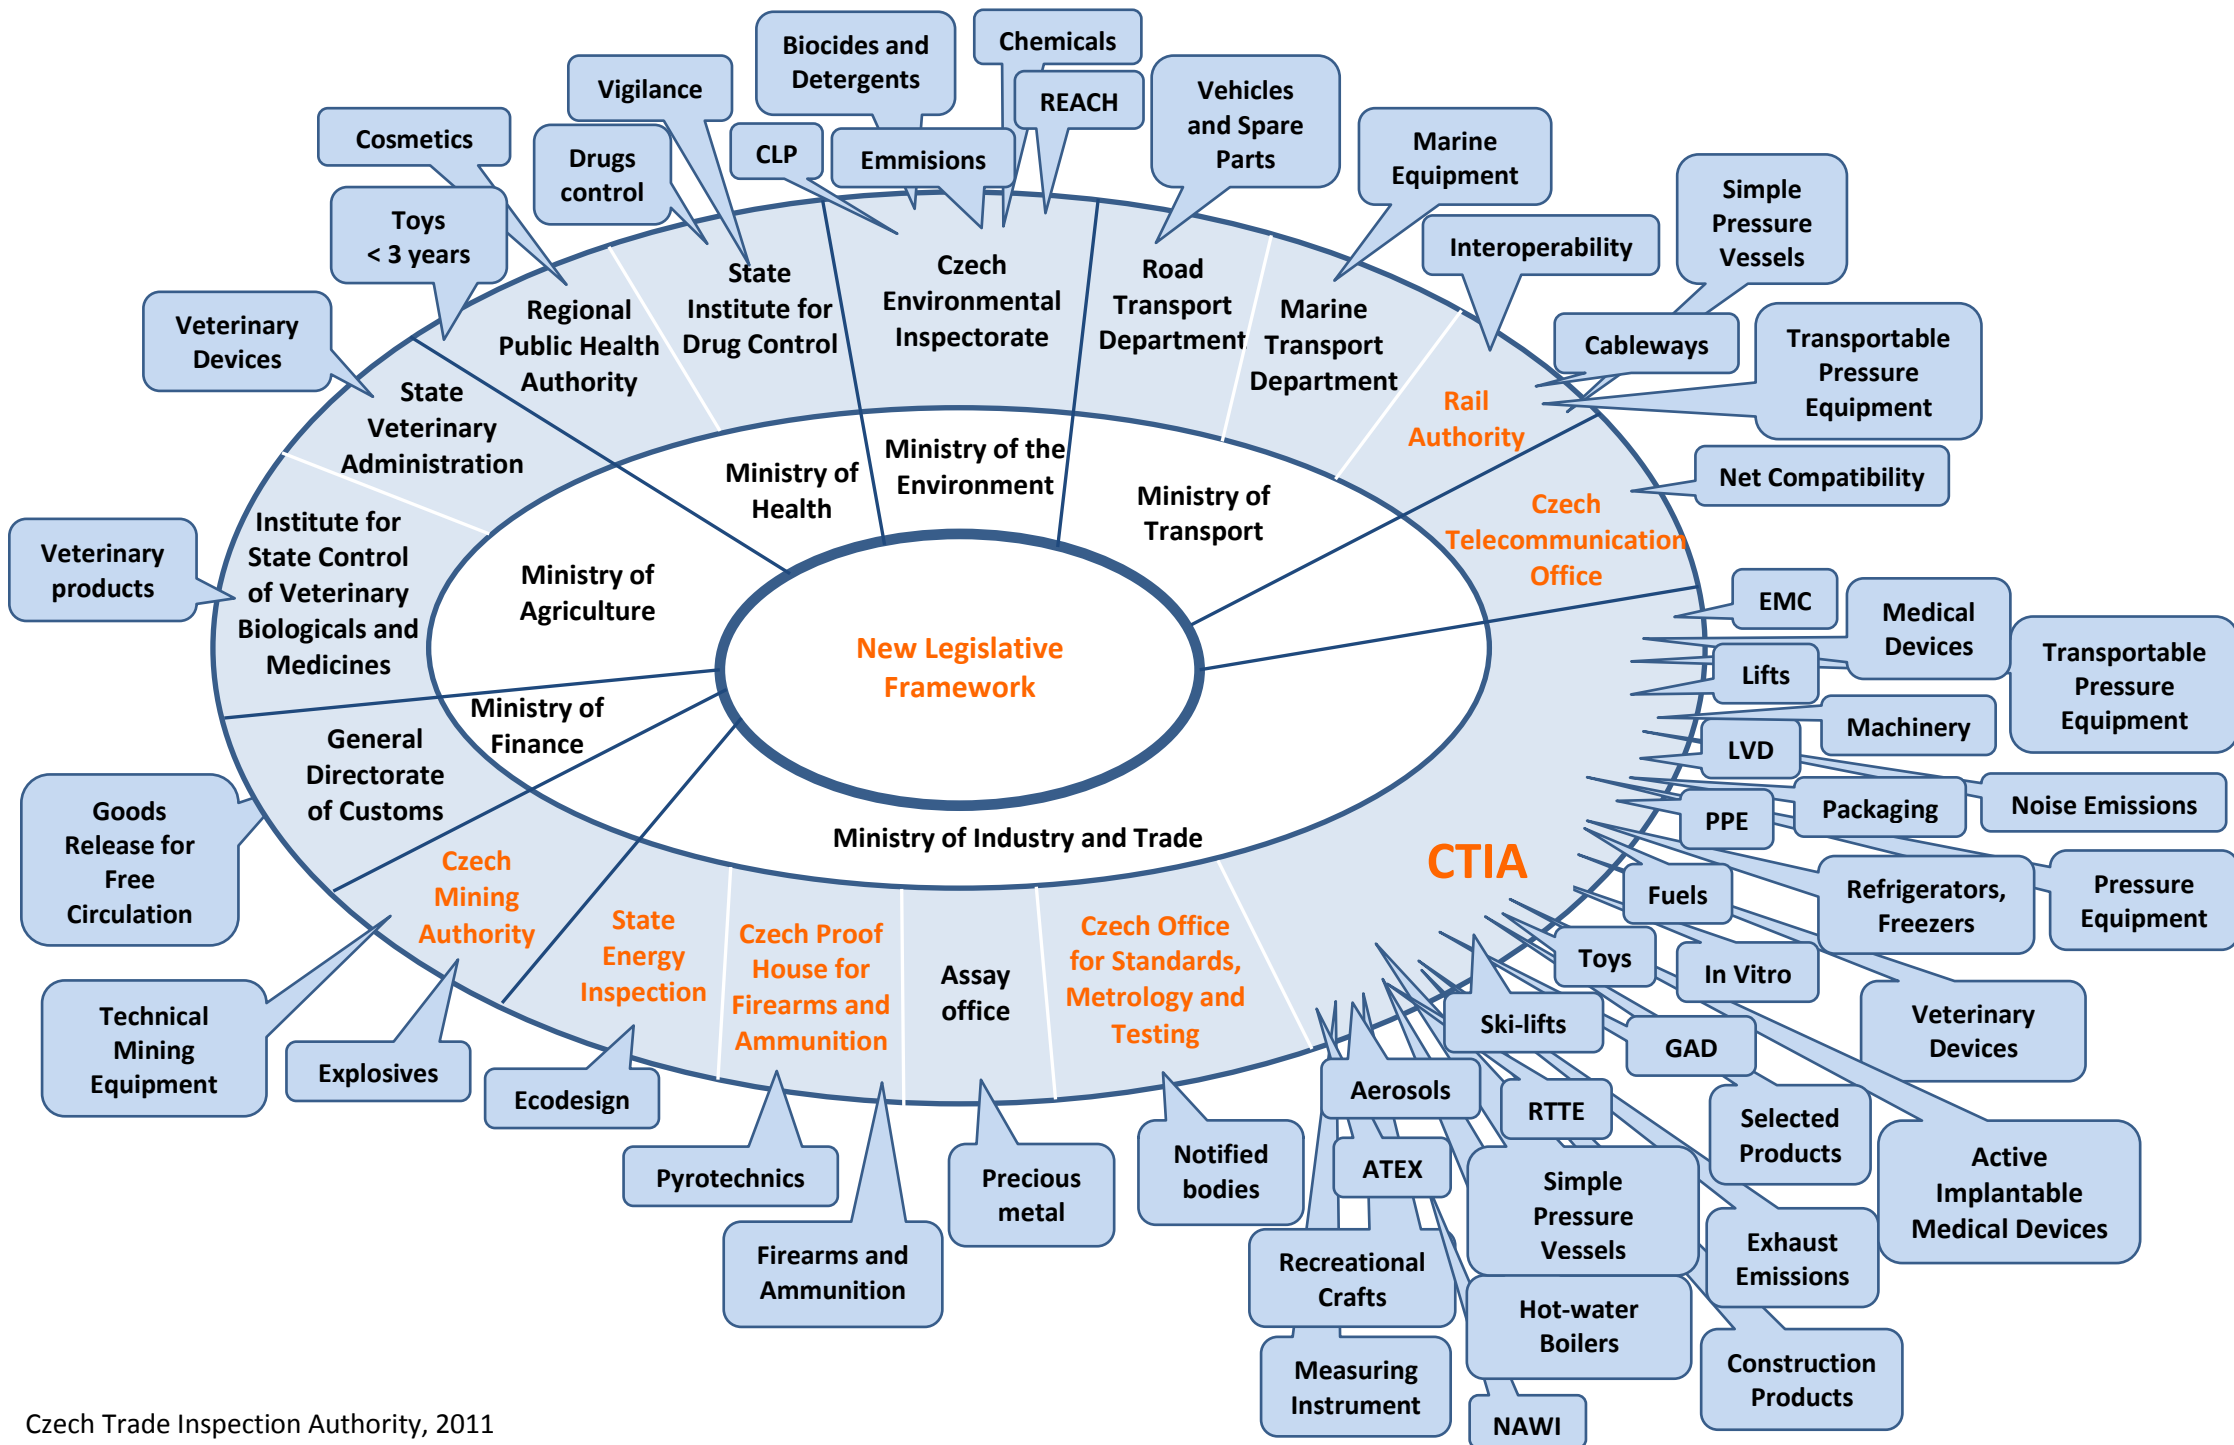 Biocides and
Detergents
Chemicals
Vigilance
REACH
Vehicles
and Spare
Parts
Cosmetics
Drugs
control
CLP
Emmisions
Marine
Equipment
Simple
Pressure
Vessels
Toys
< 3 years
Interoperability
Veterinary
Devices
Cableways
Transportable
Pressure
Equipment
State
Veterinary
Administration
Regional
Public Health
Authority
State
Institute for
Drug Control
Czech
Environmental
Inspectorate
Road
Transport
Department
Marine
Transport
Department
Rail
Authority
Net Compatibility
Ministry of
Health
Ministry of the
Environment
Ministry of
Transport
Czech
Telecommunication
Office
Veterinary
products
Institute for
State Control
of Veterinary
Biologicals and
Medicines
Ministry of
Agriculture
New Legislative
Framework
EMC
Medical
Devices
Transportable
Pressure
Equipment
Lifts
Machinery
LVD
Noise Emissions
Packaging
PPE
Ministry of
Finance
General
Directorate
of Customs
Goods
Release for
Free
Circulation
Ministry of Industry and Trade
CTIA
Fuels
Refrigerators,
Freezers
Pressure
Equipment
Czech
Mining
Authority
State
Energy
Inspection
Czech Proof
House for
Firearms and
Ammunition
Assay
office
Czech Office
for Standards,
Metrology and
Testing
Toys
In Vitro
Veterinary
Devices
Ski-lifts
GAD
Technical
Mining
Equipment
Explosives
Ecodesign
Aerosols
RTTE
Selected
Products
Active
Implantable
Medical Devices
Pyrotechnics
Precious
metal
Notified
bodies
ATEX
Simple
Pressure
Vessels
Firearms and
Ammunition
Recreational
Crafts
Exhaust
Emissions
Hot-water
Boilers
Measuring
Instrument
Construction
Products
NAWI
Czech Trade Inspection Authority, 2011